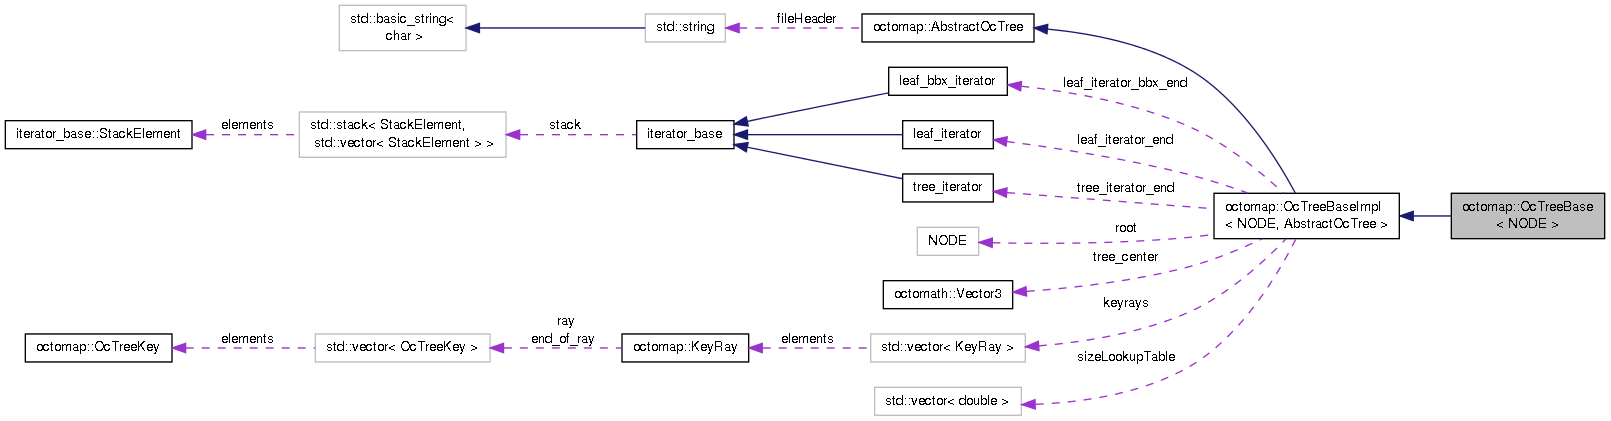 std::basic_string<
char >
std::string
fileHeader
octomap::AbstractOcTree
leaf_bbx_iterator
leaf_iterator_bbx_end
iterator_base::StackElement
elements
std::stack< StackElement,
std::vector< StackElement > >
stack
iterator_base
leaf_iterator
leaf_iterator_end
tree_iterator
tree_iterator_end
octomap::OcTreeBaseImpl
< NODE, AbstractOcTree >
octomap::OcTreeBase
< NODE >
NODE
root
tree_center
octomath::Vector3
keyrays
octomap::OcTreeKey
elements
std::vector< OcTreeKey >
ray
end_of_ray
octomap::KeyRay
elements
std::vector< KeyRay >
sizeLookupTable
std::vector< double >